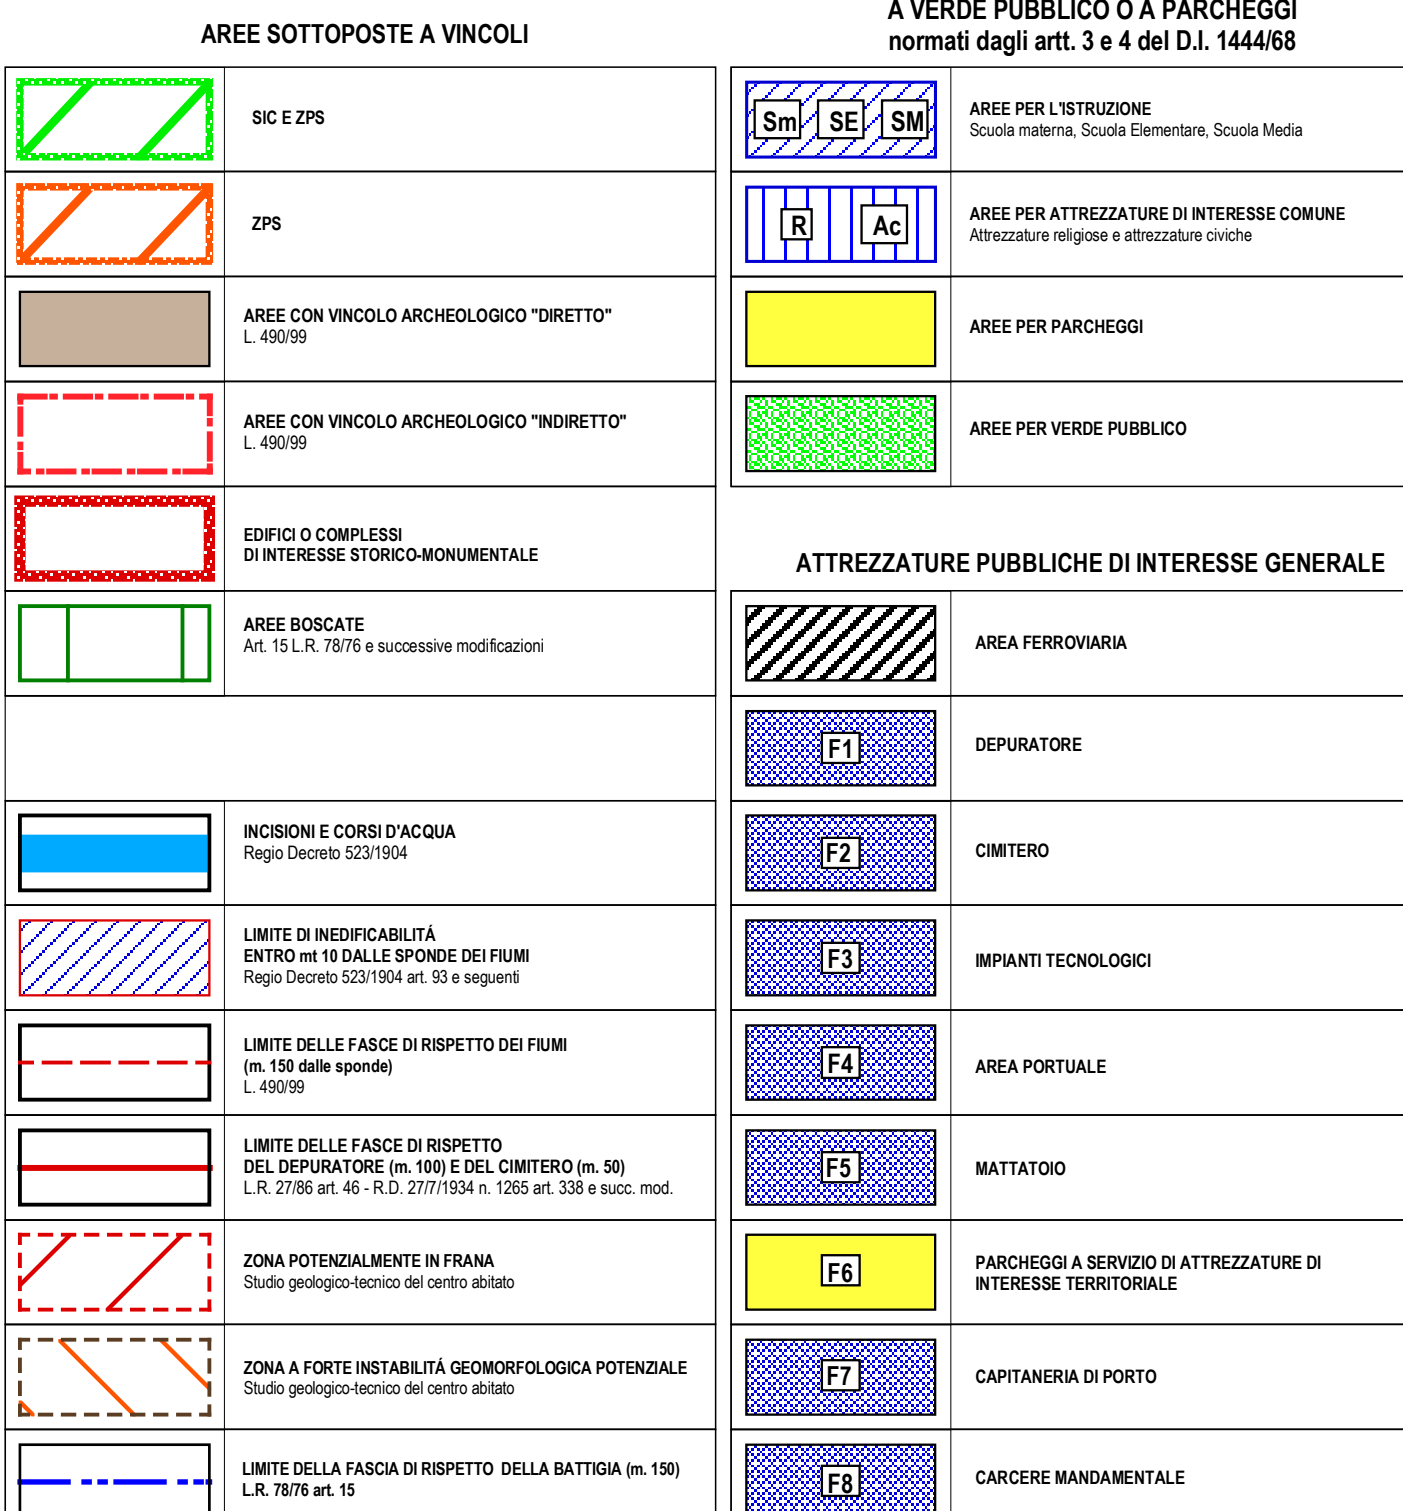 AREE SOTTOPOSTE A VINCOLI
SIC E ZPS
ZPS
AREE CON VINCOLO ARCHEOLOGICO "DIRETTO"
L. 490/99
AREE CON VINCOLO ARCHEOLOGICO "INDIRETTO"
L. 490/99
EDIFICI O COMPLESSI
DI INTERESSE STORICO-MONUMENTALE
AREE BOSCATE
Art. 15 L.R. 78/76 e successive modificazioni
INCISIONI E CORSI D'ACQUA
Regio Decreto 523/1904
LIMITE DI INEDIFICABILITÁ
ENTRO mt 10 DALLE SPONDE DEI FIUMI
Regio Decreto 523/1904 art. 93 e seguenti
LIMITE DELLE FASCE DI RISPETTO DEI FIUMI
(m. 150 dalle sponde)
L. 490/99
LIMITE DELLE FASCE DI RISPETTO
DEL DEPURATORE (m. 100) E DEL CIMITERO (m. 50)
L.R. 27/86 art. 46 - R.D. 27/7/1934 n. 1265 art. 338 e succ. mod.
ZONA POTENZIALMENTE IN FRANA
Studio geologico-tecnico del centro abitato
ZONA A FORTE INSTABILITÁ GEOMORFOLOGICA POTENZIALE
Studio geologico-tecnico del centro abitato
LIMITE DELLA FASCIA DI RISPETTO DELLA BATTIGIA (m. 150)
L.R. 78/76 art. 15
A VERDE PUBBLICO O A PARCHEGGI
normati dagli artt. 3 e 4 del D.I. 1444/68
Sm SE SM
AREE PER L'ISTRUZIONE
Scuola materna, Scuola Elementare, Scuola Media
R Ac
AREE PER ATTREZZATURE DI INTERESSE COMUNE
Attrezzature religiose e attrezzature civiche
AREE PER PARCHEGGI
AREE PER VERDE PUBBLICO
ATTREZZATURE PUBBLICHE DI INTERESSE GENERALE
AREA FERROVIARIA
F1
DEPURATORE
F2
CIMITERO
F3
IMPIANTI TECNOLOGICI
F4
AREA PORTUALE
F5
MATTATOIO
F6
PARCHEGGI A SERVIZIO DI ATTREZZATURE DI
INTERESSE TERRITORIALE
F7
CAPITANERIA DI PORTO
F8
CARCERE MANDAMENTALE